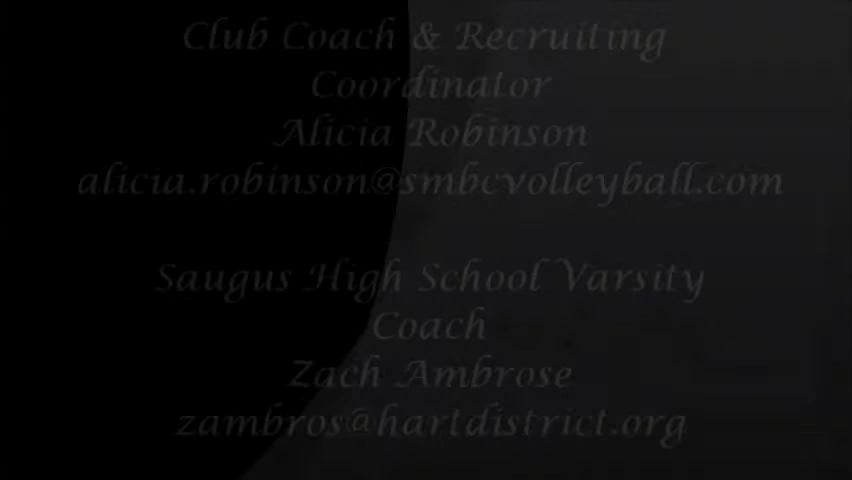 Club Coach & Recruiting
Coordinator
Alicia Robinson
alicia.robinson@smbcvolleyball.com
Saugus High School Varsity
Coach
Zach Ambrose
zambros@hartdistrict.org